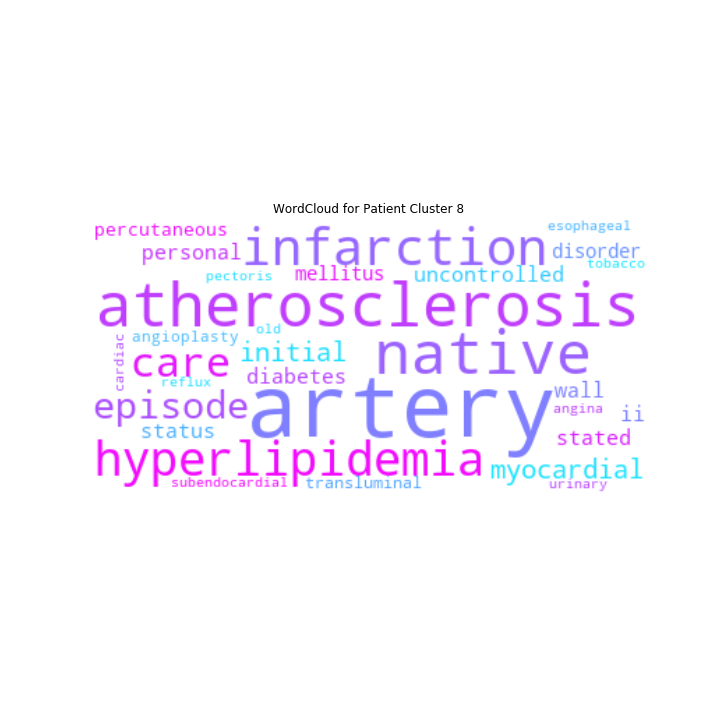 WordCloud for Patient Cluster 8
percutaneous
infarction
esophageal
personal
disorder
tobacco
pectoris
mellitus
uncontrolled
atherosclerosis
old
cardiac
angioplasty
care
initial
native
reflux
diabetes
episode
artery
wall
angina
ii
status
stated
hyperlipidemia
myocardial
subendocardial
transluminal
urinary